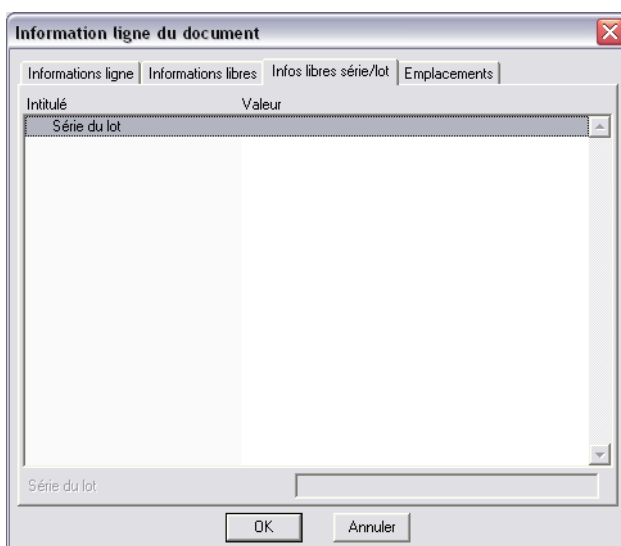 Information ligne du document
Informations ligne Informations libres Infos libres série/lot Emplacements
Intitulé Valeur
Série du lot
Série du lot
OK Annuler